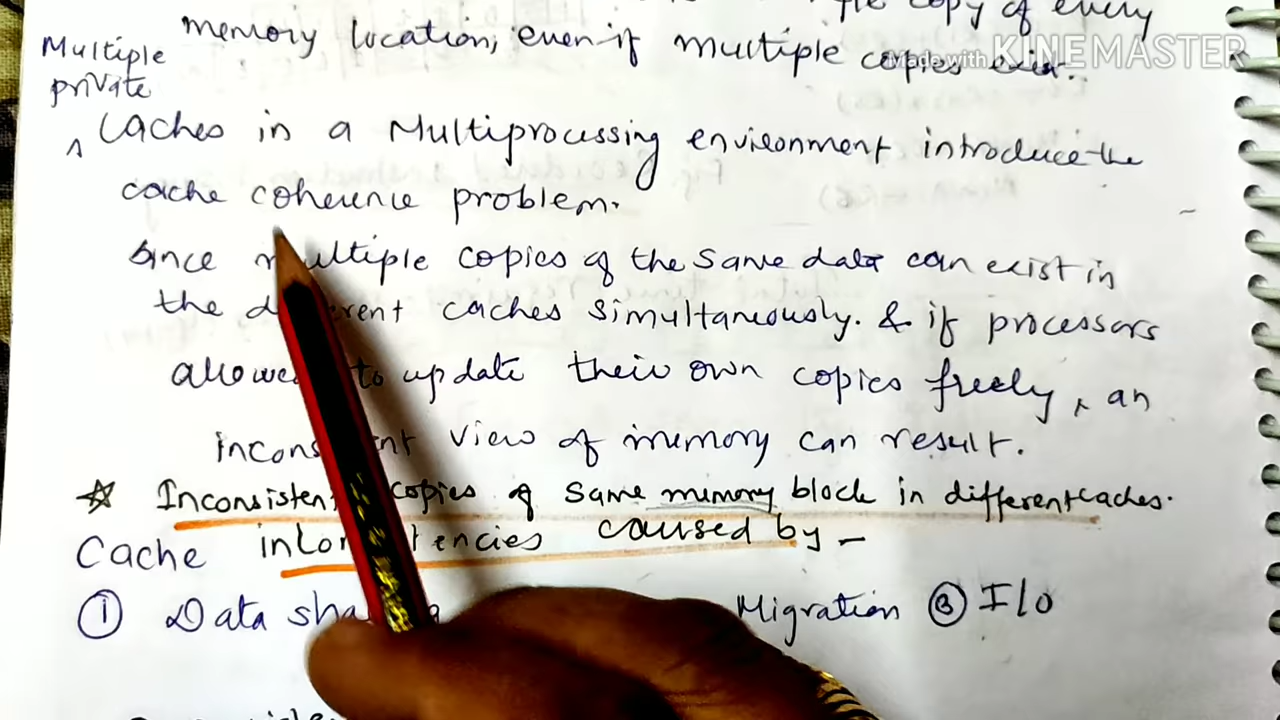 copy of every
memory location, even if multiple copies exist.
Made with KINEMASTER
Multiple
private
^ Caches in a Multiprocessing environment introduce the
cache coherence problem.
Since multiple copies of the same data can exist in
the different caches simultaneously. & if processors
allowed to update their own copies freely, an
inconsistent view of memory can result.
☆ Inconsistent copies of same memory block in different caches.
Cache caused by –
① Data Migration ③ I/O